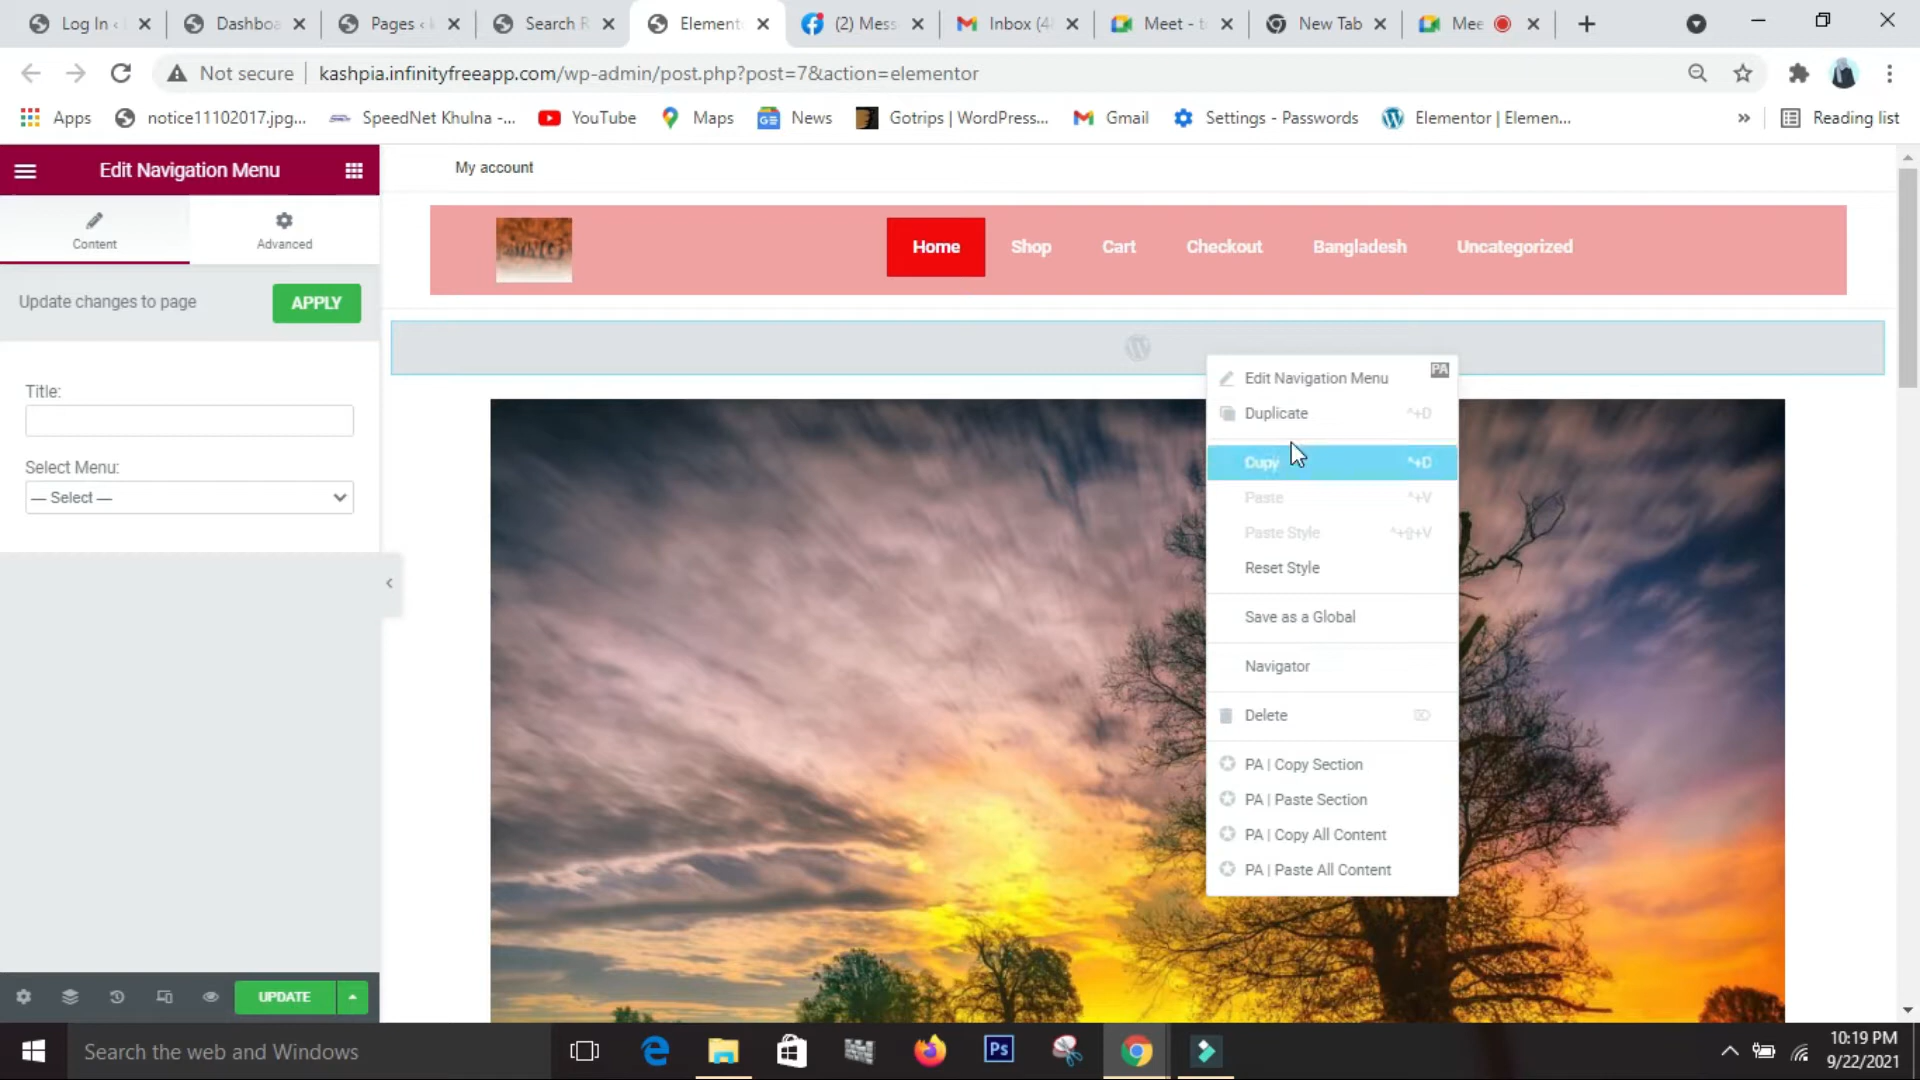 Log In ‹
Dashboa
Pages ‹
Search R
Element
(2) Mess
Inbox (4
Meet - t
New Tab
Mee
Not secure
kashpia.infinityfreeapp.com/wp-admin/post.php?post=7&action=elementor
Apps
notice11102017.jpg...
SpeedNet Khulna -...
YouTube
Maps
News
Gotrips | WordPress...
Gmail
Settings - Passwords
Elementor | Elemen...
»
Reading list
Edit Navigation Menu
My account
Content
Advanced
Home
Shop
Cart
Checkout
Bangladesh
Uncategorized
Update changes to page
APPLY
Title:
Select Menu:
— Select —
PA
Edit Navigation Menu
Duplicate ^+D
Copy
Paste ^+V
Paste Style ^+⇧+V
Reset Style
Save as a Global
Navigator
Delete
PA | Copy Section
PA | Paste Section
PA | Copy All Content
PA | Paste All Content
UPDATE
Search the web and Windows
Ps
10:19 PM
9/22/2021